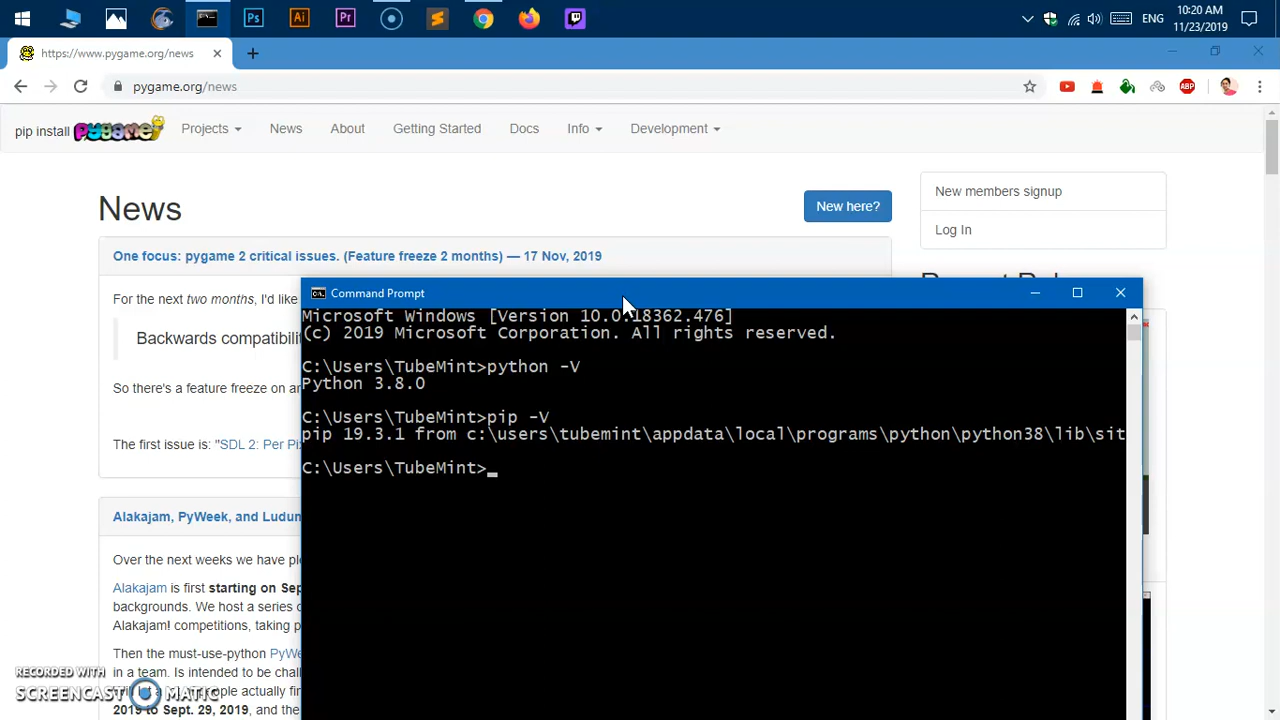 ENG
10:20 AM
11/23/2019
https://www.pygame.org/news
pygame.org/news
ABP
pip install pygame
Projects
News
About
Getting Started
Docs
Info
Development
News
New here?
New members signup
Log In
One focus: pygame 2 critical issues. (Feature freeze 2 months) — 17 Nov, 2019
For the next two months, I'd like
Backwards compatibili
So there's a feature freeze on
The first issue is: "SDL 2: Per
Command Prompt
Microsoft Windows [Version 10.0.18362.476]
(c) 2019 Microsoft Corporation. All rights reserved.
C:\Users\TubeMint>python -V
Python 3.8.0
C:\Users\TubeMint>pip -V
pip 19.3.1 from c:\users\tubemint\appdata\local\programs\python\python38\lib\sit
C:\Users\TubeMint>
Alakajam, PyWeek, and Ludum
Over the next weeks we have
Alakajam is first starting on Sep
backgrounds. We host a series
Alakajam! competitions, taking
Then the must-use-python PyWe
in a team. Is intended to be
2019 to Sept. 29, 2019, and the
RECORDED WITH
SCREENCAST MATIC